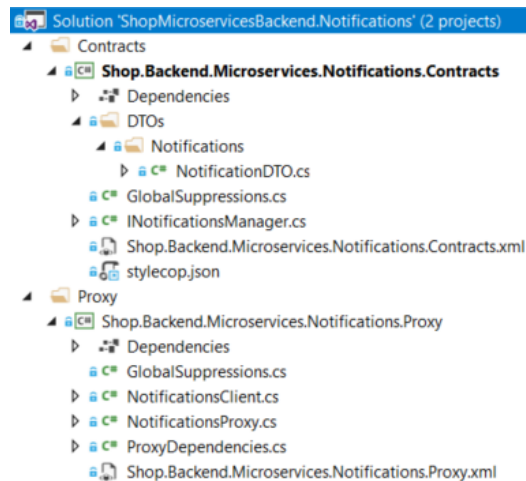 Solution 'ShopMicroservicesBackend.Notifications' (2 projects)
Contracts
C# Shop.Backend.Microservices.Notifications.Contracts
Dependencies
DTOs
Notifications
C# NotificationDTO.cs
C# GlobalSuppressions.cs
C# INotificationsManager.cs
Shop.Backend.Microservices.Notifications.Contracts.xml
stylecop.json
Proxy
C# Shop.Backend.Microservices.Notifications.Proxy
Dependencies
C# GlobalSuppressions.cs
C# NotificationsClient.cs
C# NotificationsProxy.cs
C# ProxyDependencies.cs
Shop.Backend.Microservices.Notifications.Proxy.xml